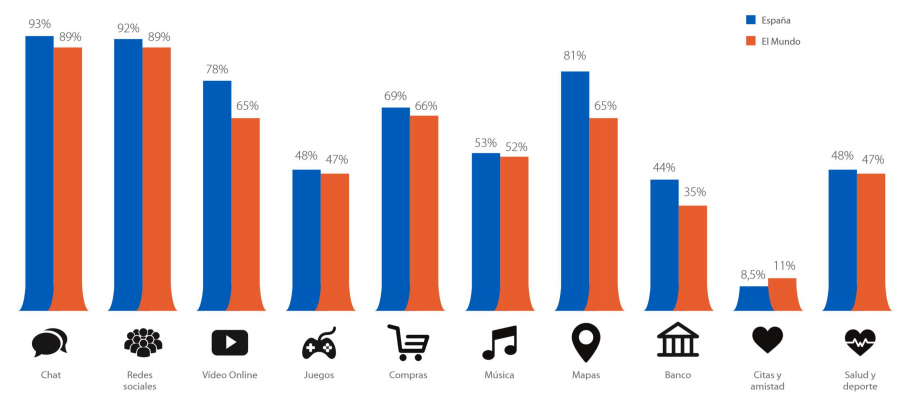 93%
89%
92%
89%
78%
65%
48%
47%
69%
66%
53%
52%
81%
65%
44%
35%
8,5%
11%
48%
47%
España
El Mundo
Chat
Redes
sociales
Vídeo Online
Juegos
Compras
Música
Mapas
Banco
Citas y
amistad
Salud y
deporte